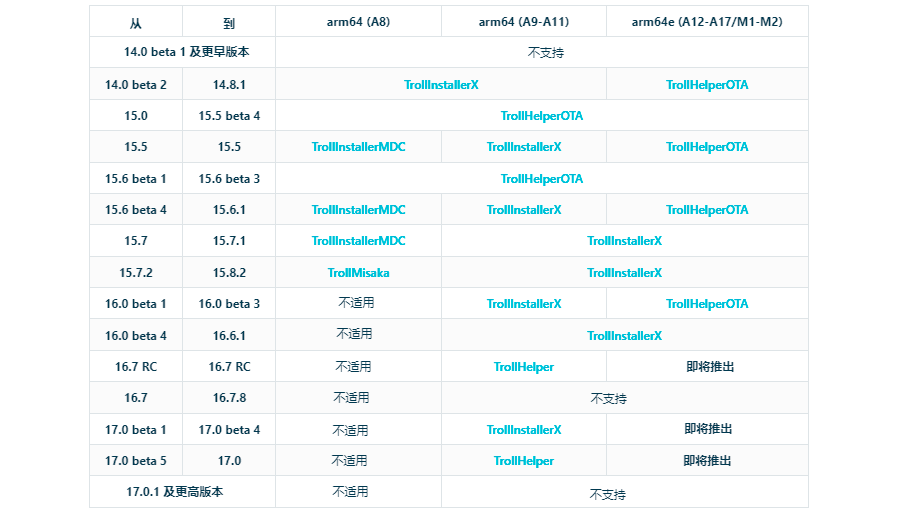 从 到 arm64 (A8) arm64 (A9-A11) arm64e (A12-A17/M1-M2)
14.0 beta 1 及更早版本 不支持
14.0 beta 2 14.8.1 TrollInstallerX TrollHelperOTA
15.0 15.5 beta 4 TrollHelperOTA
15.5 15.5 TrollInstallerMDC TrollInstallerX TrollHelperOTA
15.6 beta 1 15.6 beta 3 TrollHelperOTA
15.6 beta 4 15.6.1 TrollInstallerMDC TrollInstallerX TrollHelperOTA
15.7 15.7.1 TrollInstallerMDC TrollInstallerX
15.7.2 15.8.2 TrollMisaka TrollInstallerX
16.0 beta 1 16.0 beta 3 不适用 TrollInstallerX TrollHelperOTA
16.0 beta 4 16.6.1 不适用 TrollInstallerX
16.7 RC 16.7 RC 不适用 TrollHelper 即将推出
16.7 16.7.8 不适用 不支持
17.0 beta 1 17.0 beta 4 不适用 TrollInstallerX 即将推出
17.0 beta 5 17.0 不适用 TrollHelper 即将推出
17.0.1 及更高版本 不适用 不支持